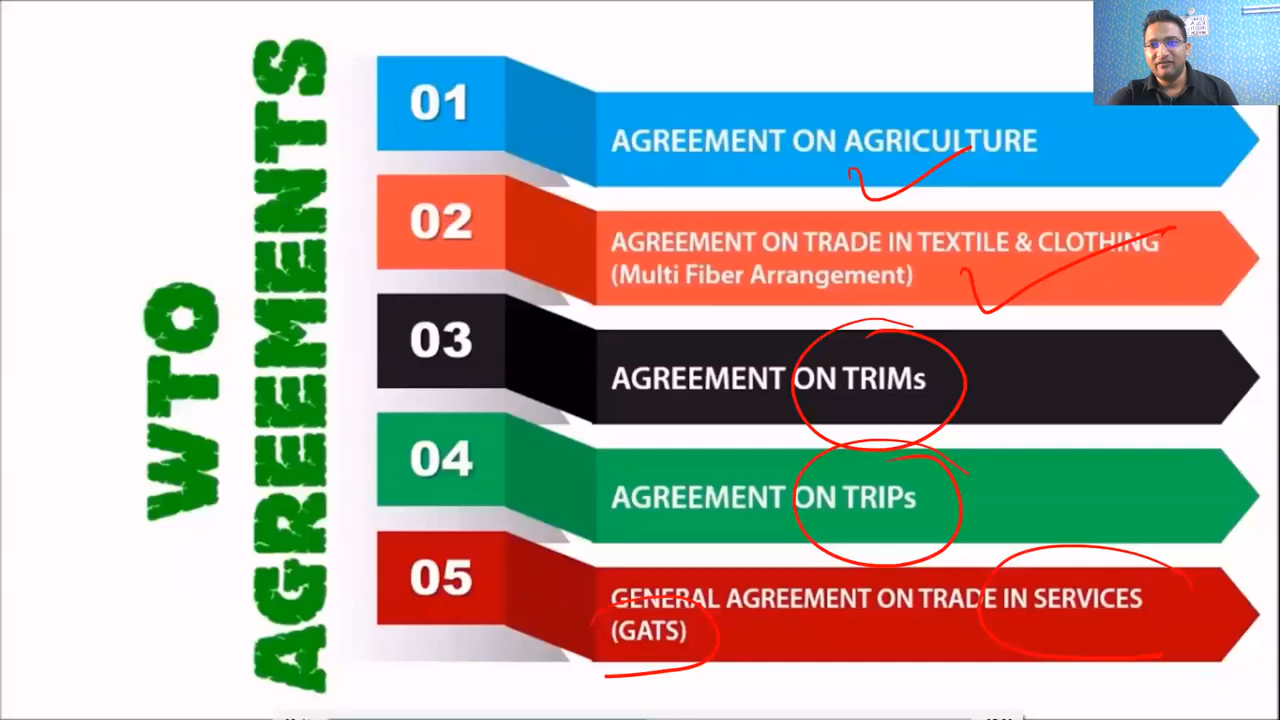 WTO
AGREEMENTS
01
AGREEMENT ON AGRICULTURE
02
AGREEMENT ON TRADE IN TEXTILE & CLOTHING
(Multi Fiber Arrangement)
03
AGREEMENT ON TRIMs
04
AGREEMENT ON TRIPs
05
GENERAL AGREEMENT ON TRADE IN SERVICES
(GATS)